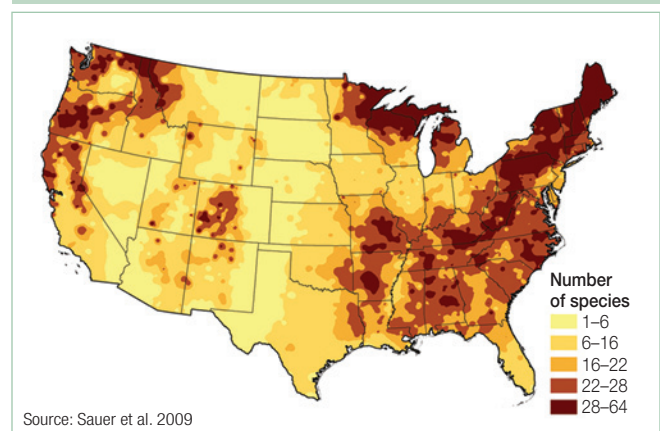 Number
of species
1–6
6–16
16–22
22–28
28–64
Source: Sauer et al. 2009